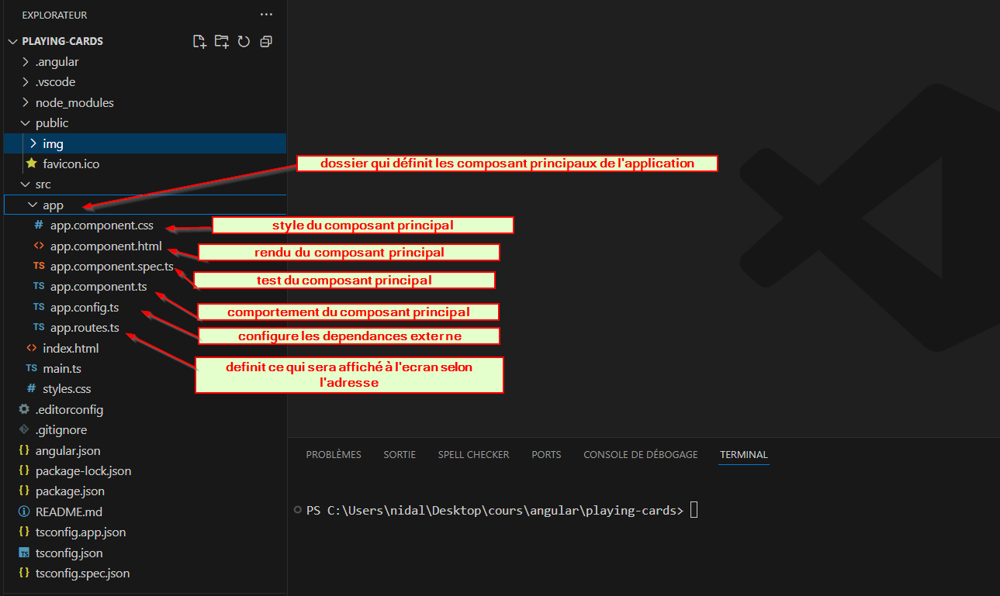 EXPLORATEUR
PLAYING-CARDS
.angular
.vscode
node_modules
public
img
favicon.ico
dossier qui définit les composant principaux de l'application
src
app
app.component.css
style du composant principal
app.component.html
rendu du composant principal
app.component.spec.ts
test du composant principal
app.component.ts
comportement du composant principal
app.config.ts
configure les dependances externe
app.routes.ts
definit ce qui sera affiché à l'ecran selon
l'adresse
index.html
main.ts
styles.css
.editorconfig
.gitignore
angular.json
package-lock.json
package.json
README.md
tsconfig.app.json
tsconfig.json
tsconfig.spec.json
PROBLÈMES SORTIE SPELL CHECKER PORTS CONSOLE DE DÉBOGAGE TERMINAL
PS C:\Users\nidal\Desktop\cours\angular\playing-cards>